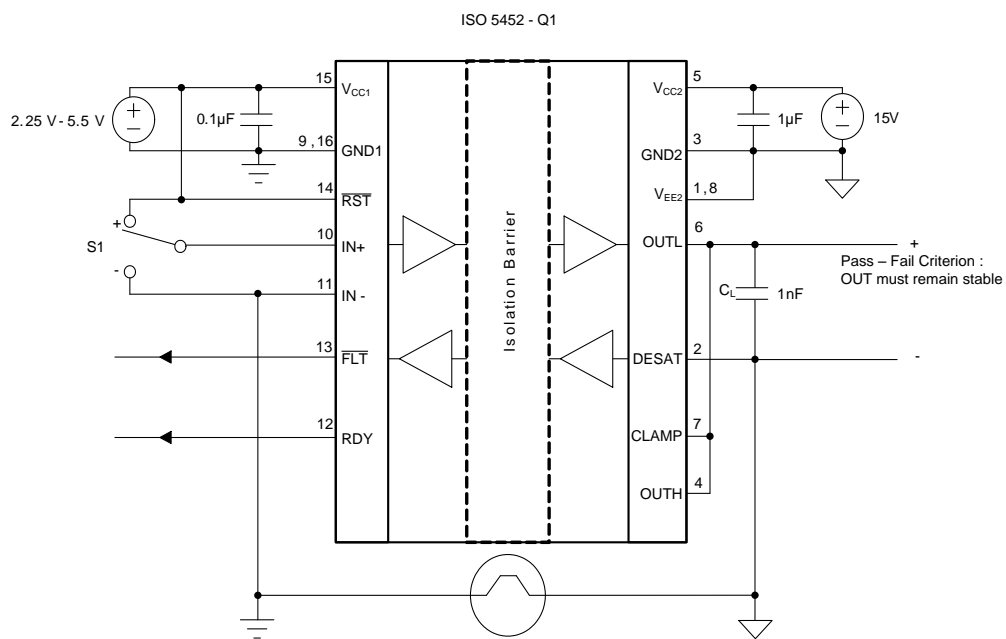 ISO 5452 - Q1
15
VCC1
5
VCC2
2.25 V - 5.5 V
+
−
0.1µF
1µF
+
−
15V
9 ,16
GND1
3
GND2
14
RST
1,8
VEE2
+
S1
-
10
IN+
6
OUTL
+
Pass – Fail Criterion :
OUT must remain stable
11
IN -
CL
1nF
Isolation Barrier
13
FLT
2
DESAT
-
12
RDY
7
CLAMP
4
OUTH